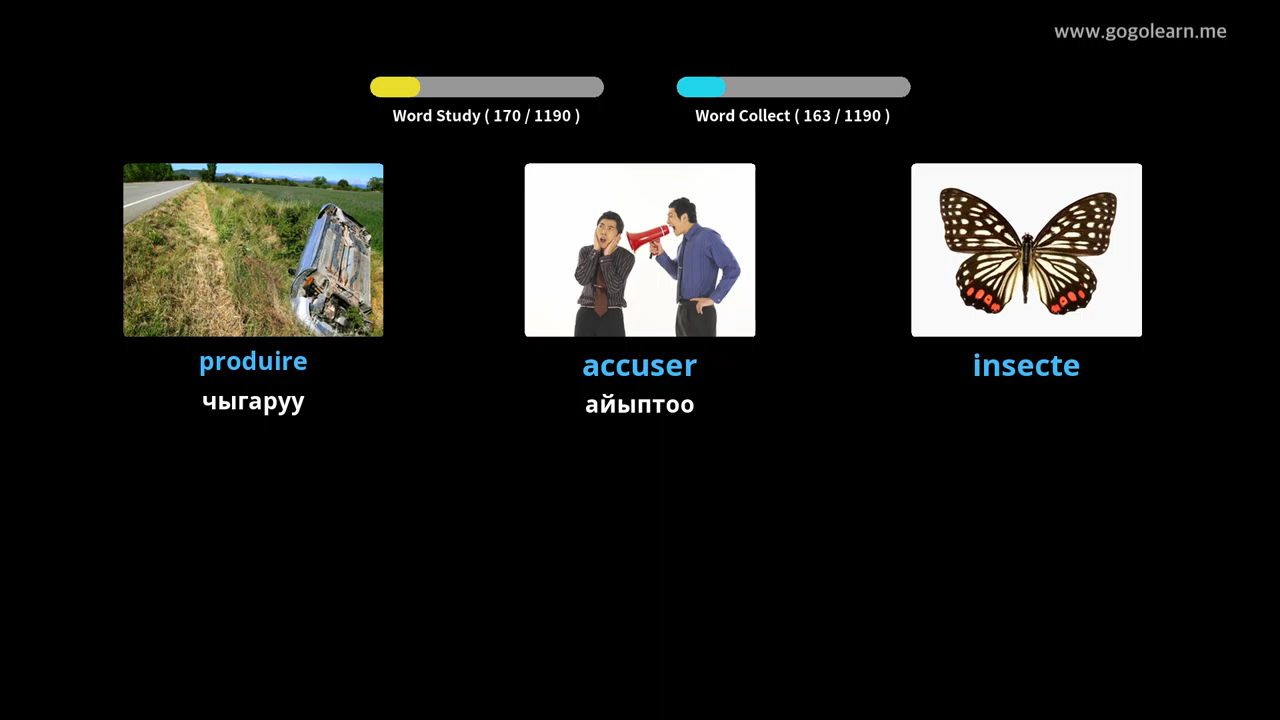 www.gogolearn.me
Word Study ( 170 / 1190 )
Word Collect ( 163 / 1190 )
produire
accuser
insecte
чыгаруу
айыптоо